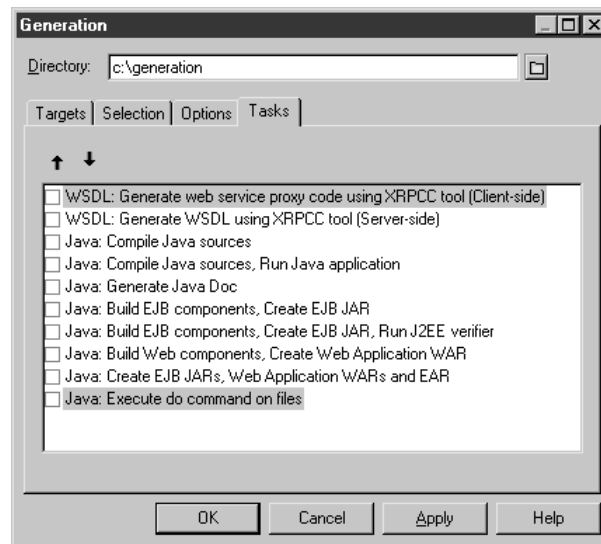 Generation
Directory: c:\generation
Targets Selection Options Tasks
WSDL: Generate web service proxy code using XRPCC tool (Client-side)
WSDL: Generate WSDL using XRPCC tool (Server-side)
Java: Compile Java sources
Java: Compile Java sources, Run Java application
Java: Generate Java Doc
Java: Build EJB components, Create EJB JAR
Java: Build EJB components, Create EJB JAR, Run J2EE verifier
Java: Build Web components, Create Web Application WAR
Java: Create EJB JARs, Web Application WARs and EAR
Java: Execute do command on files
OK Cancel Apply Help